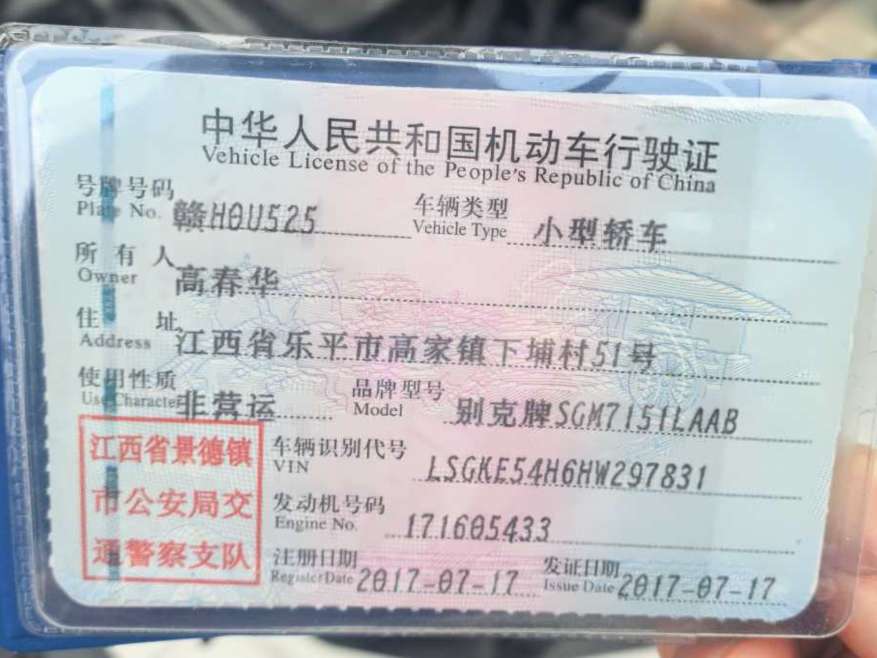 中华人民共和国机动车行驶证
Vehicle License of the People's Republic of China
号牌号码 赣H0U525 车辆类型 小型轿车
Plate No. Vehicle Type
所有人 高春华
Owner
住址 江西省乐平市高家镇下埔村51号
Address
使用性质 非营运 品牌型号 别克牌SGM7151LAAB
Use Character Model
江西省景德镇
市公安局交
通警察支队
车辆识别代号 LSGKE54H6HW297831
VIN
发动机号码 171605433
Engine No.
注册日期 2017-07-17 发证日期 2017-07-17
Register Date Issue Date